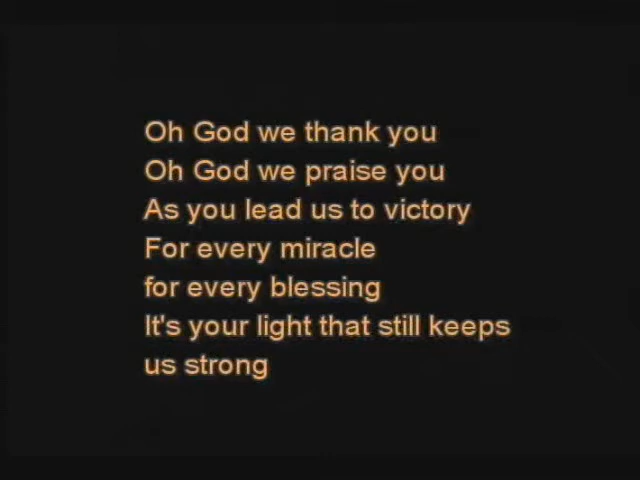 Oh God we thank you
Oh God we praise you
As you lead us to victory
For every miracle
for every blessing
It's your light that still keeps
us strong